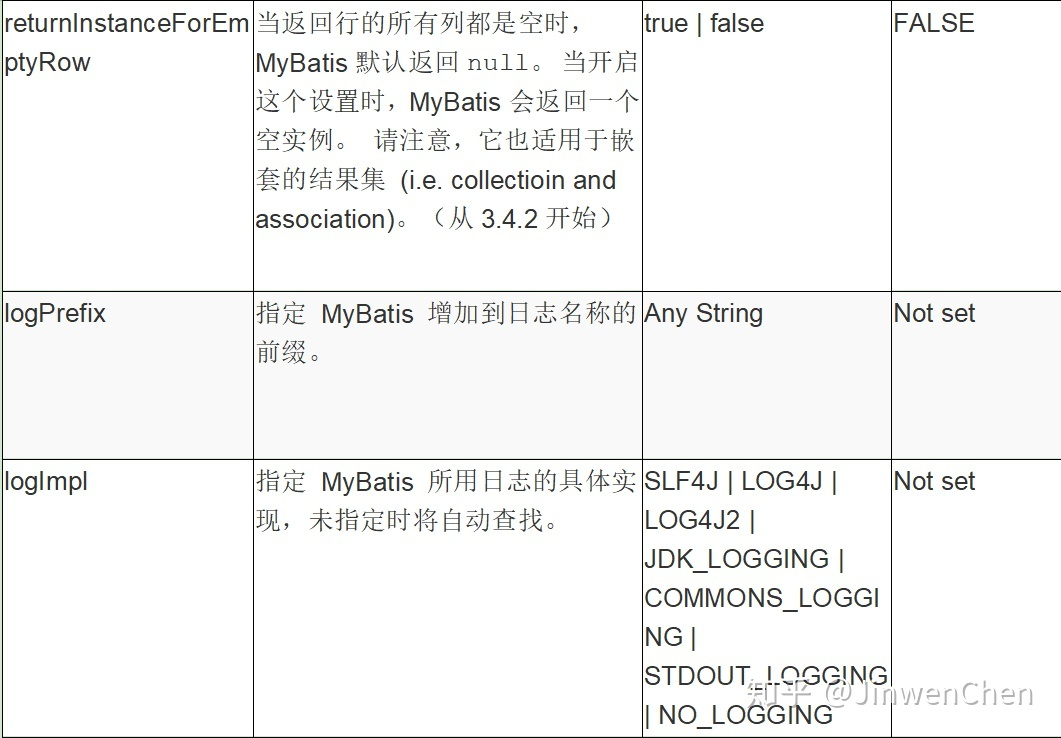 returnInstanceForEm
ptyRow
当返回行的所有列都是空时，
MyBatis 默认返回 null。 当开启
这个设置时，MyBatis 会返回一个
空实例。 请注意，它也适用于嵌
套的结果集 (i.e. collectioin and
association)。（从 3.4.2 开始）
true | false
FALSE
logPrefix
指定 MyBatis 增加到日志名称的
前缀。
Any String
Not set
logImpl
指定 MyBatis 所用日志的具体实
现，未指定时将自动查找。
SLF4J | LOG4J |
LOG4J2 |
JDK_LOGGING |
COMMONS_LOGGI
NG |
STDOUT_LOGGING
| NO_LOGGING
Not set
知乎 @JinwenChen